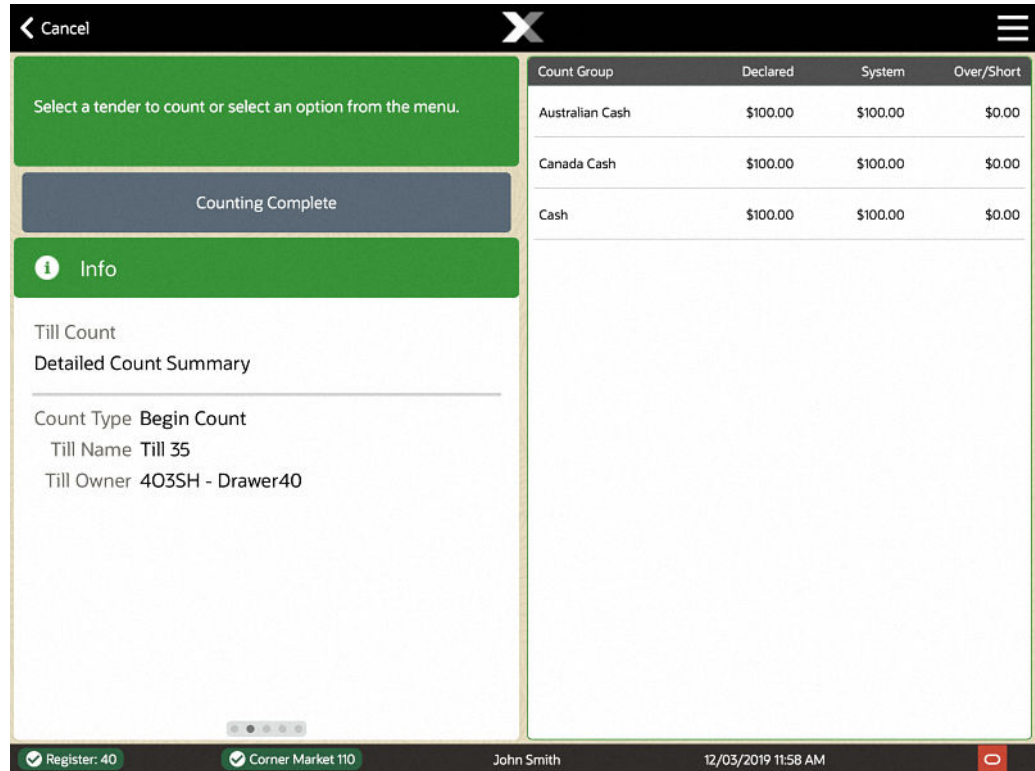 Cancel
Select a tender to count or select an option from the menu.
Counting Complete
Info
Till Count
Detailed Count Summary
Count Type Begin Count
Till Name Till 35
Till Owner 4O3SH - Drawer40
Count Group Declared System Over/Short
Australian Cash $100.00 $100.00 $0.00
Canada Cash $100.00 $100.00 $0.00
Cash $100.00 $100.00 $0.00
Register: 40 Corner Market 110 John Smith 12/03/2019 11:58 AM